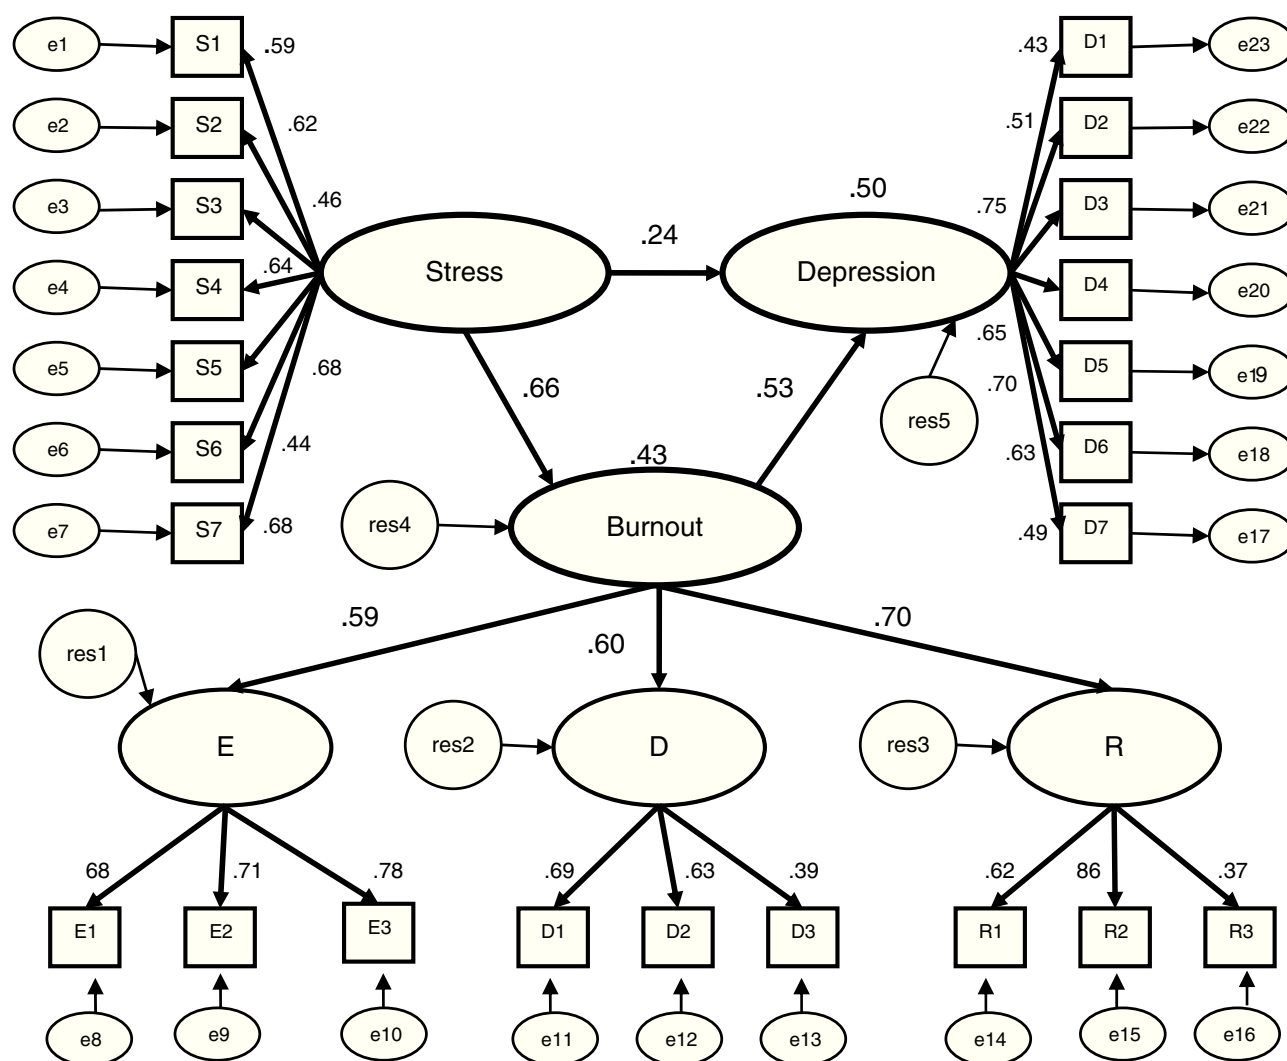 e1 S1 .59 .43 D1 e23
e2 S2 .62 .51 D2 e22
e3 S3 .46 .50 .75 D3 e21
Stress .24 Depression
e4 S4 .64 D4 e20
e5 S5 .68 .66 .53 res5 .65 .70 D5 e19
e6 S6 .44 .43 .63 D6 e18
e7 S7 .68 res4 Burnout .49 D7 e17
.59 .60 .70
res1
E res2 D res3 R
68 .71 .78 .69 .63 .39 .62 86 .37
E1 E2 E3 D1 D2 D3 R1 R2 R3
e8 e9 e10 e11 e12 e13 e14 e15 e16